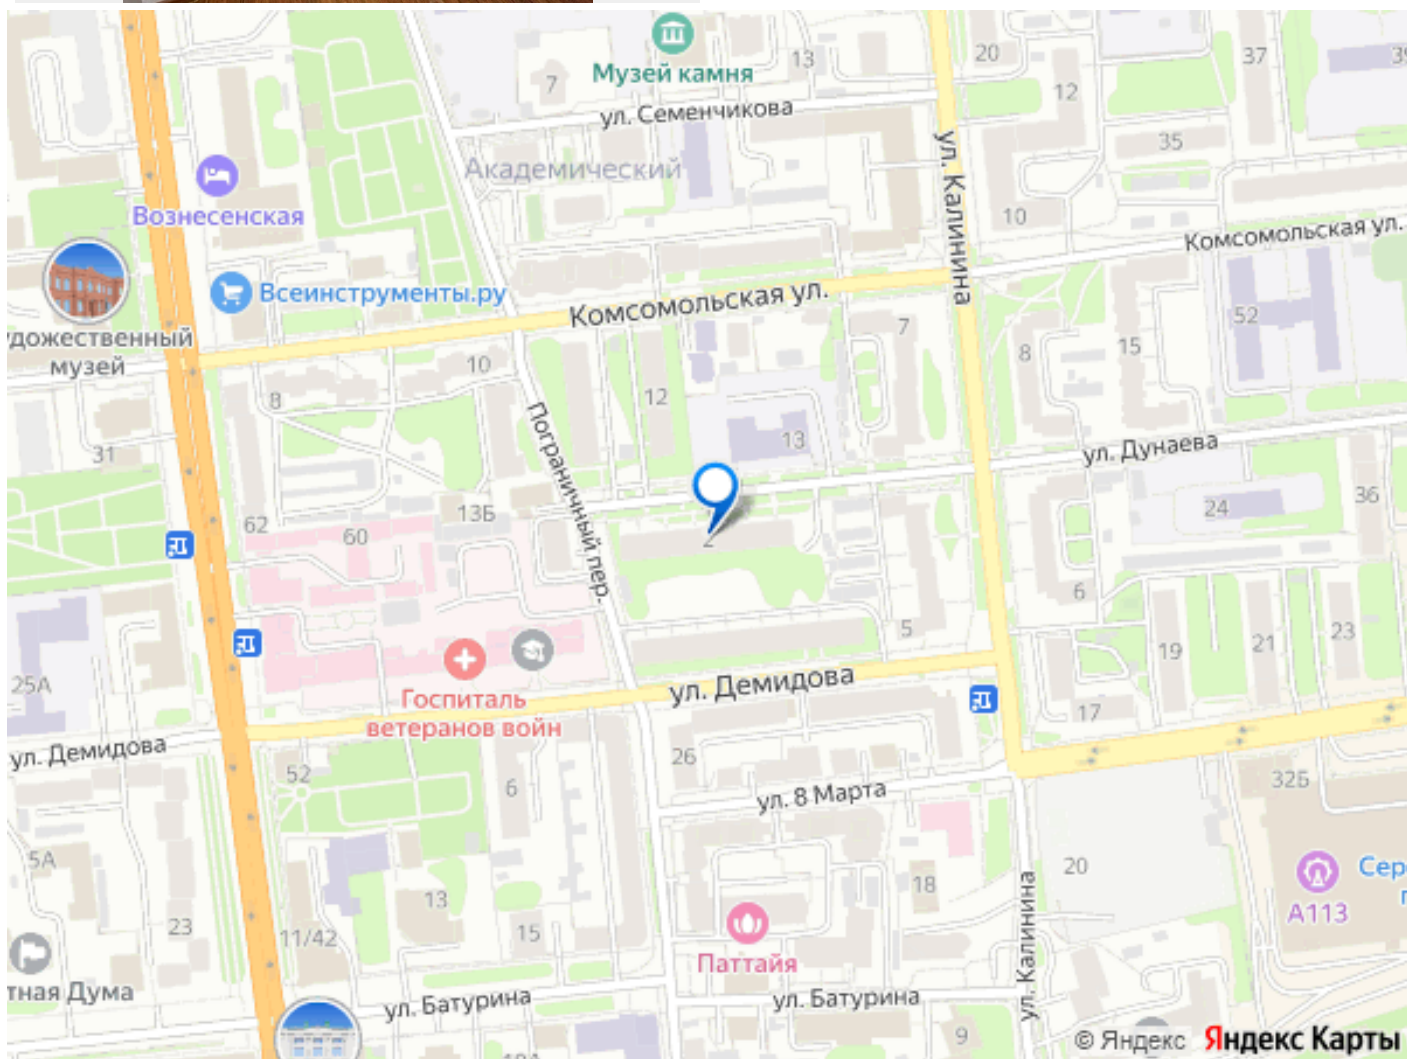 Музей камня
13
20
37
39
7
12
ул. Семенчикова
ул. Калинина
35
Академический
Вознесенская
10
Комсомольская ул.
Всеинструменты.ру
Комсомольская ул.
52
удожественный
музей
7
8
15
10
12
8
Пограничный пер.
13
ул. Дунаева
31
24
36
13Б
62
60
2
6
5
19
21
23
25А
Госпиталь
ветеранов войн
ул. Демидова
17
ул. Демидова
26
52
6
ул. 8 Марта
32Б
5А
20
Сер
А113
18
13
23
11/42
15
Паттайя
ул. Калинина
тная Дума
ул. Батурина
ул. Батурина
9
© Яндекс Яндекс Карты